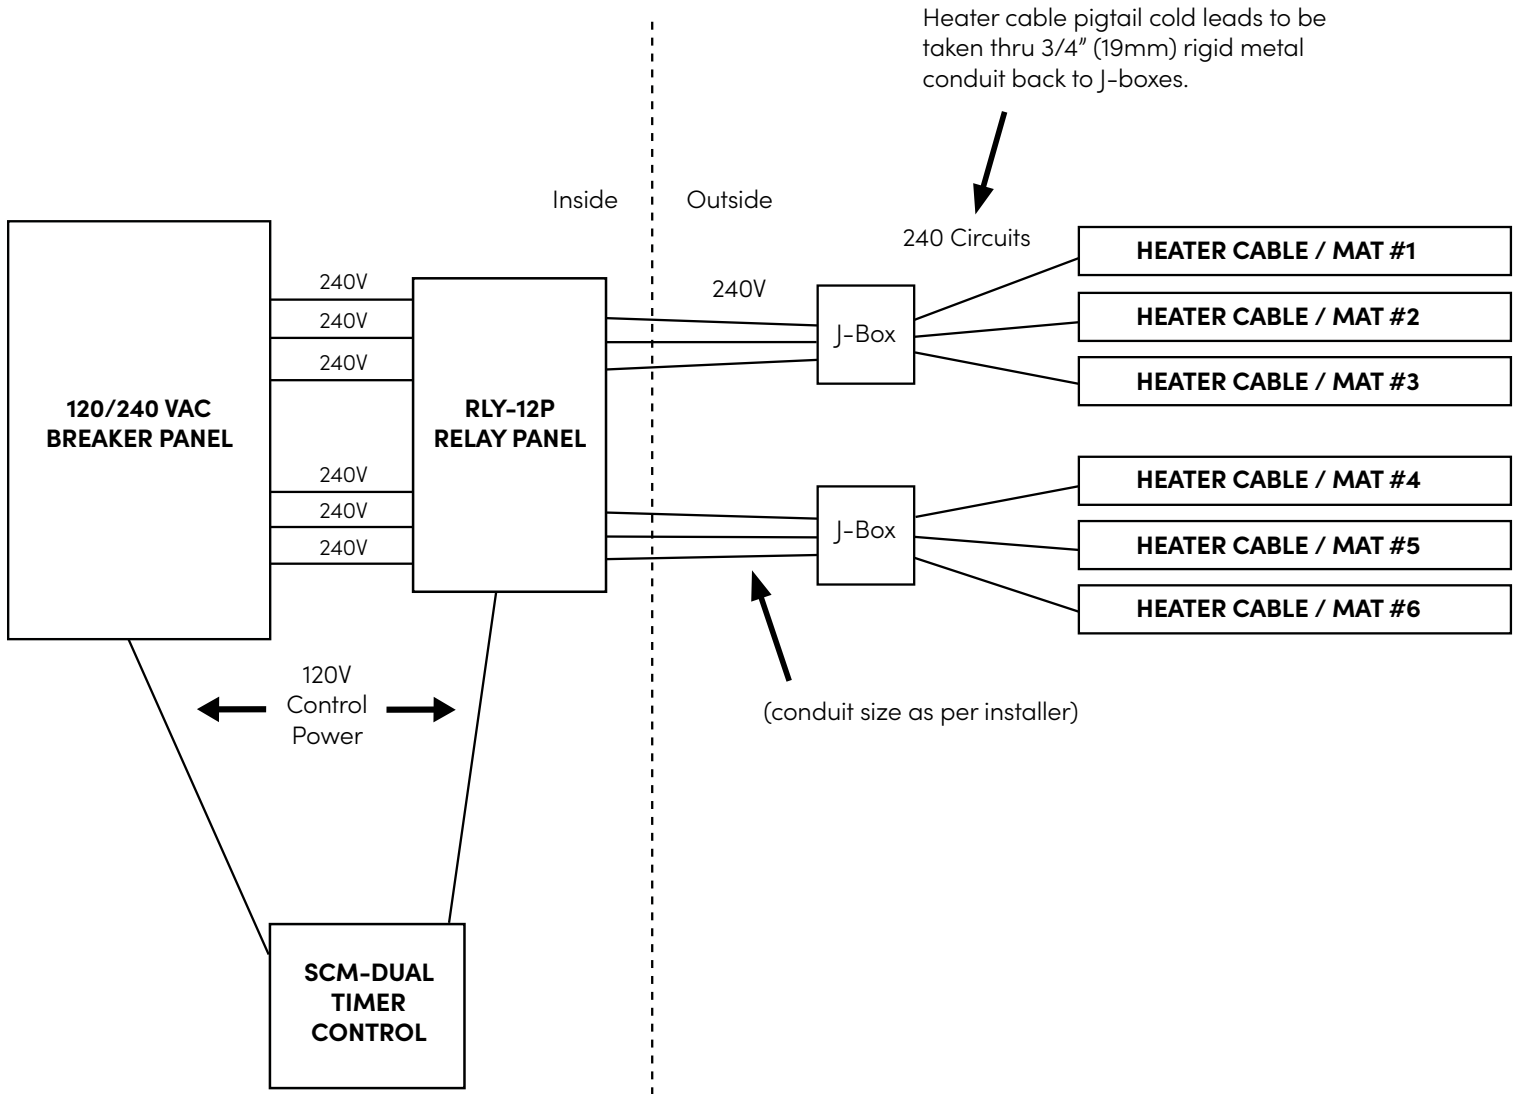 Heater cable pigtail cold leads to be
taken thru 3/4” (19mm) rigid metal
conduit back to J-boxes.
Inside
Outside
240 Circuits
240V
240V
240V
240V
120/240 VAC
BREAKER PANEL
RLY-12P
RELAY PANEL
J-Box
HEATER CABLE / MAT #1
HEATER CABLE / MAT #2
HEATER CABLE / MAT #3
240V
240V
240V
J-Box
HEATER CABLE / MAT #4
HEATER CABLE / MAT #5
HEATER CABLE / MAT #6
120V
Control
Power
(conduit size as per installer)
SCM-DUAL
TIMER
CONTROL